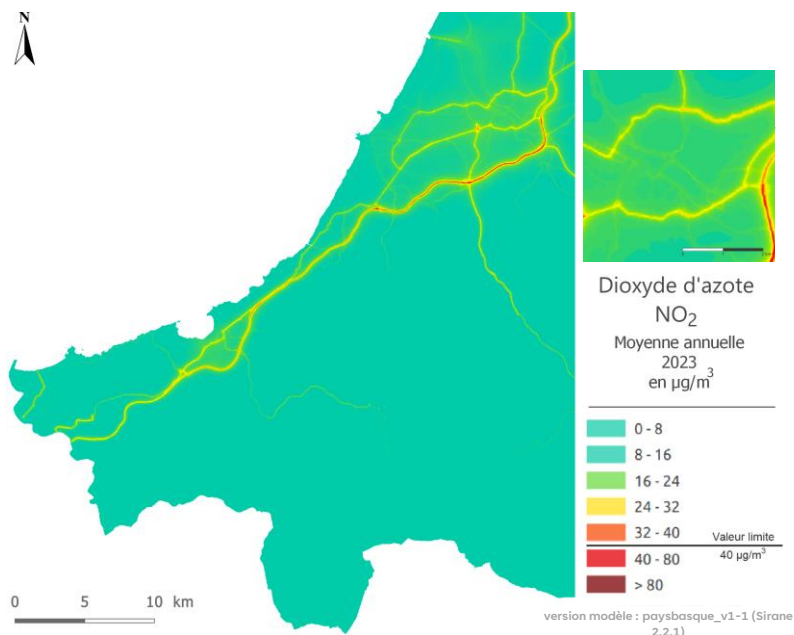 N
Dioxyde d'azote
NO₂
Moyenne annuelle
2023
en µg/m³
0 - 8
8 - 16
16 - 24
24 - 32
32 - 40
Valeur limite
40 µg/m³
40 - 80
> 80
0 5 10 km
version modèle : paysbasque_v1-1 (Sirane
2.2.1)